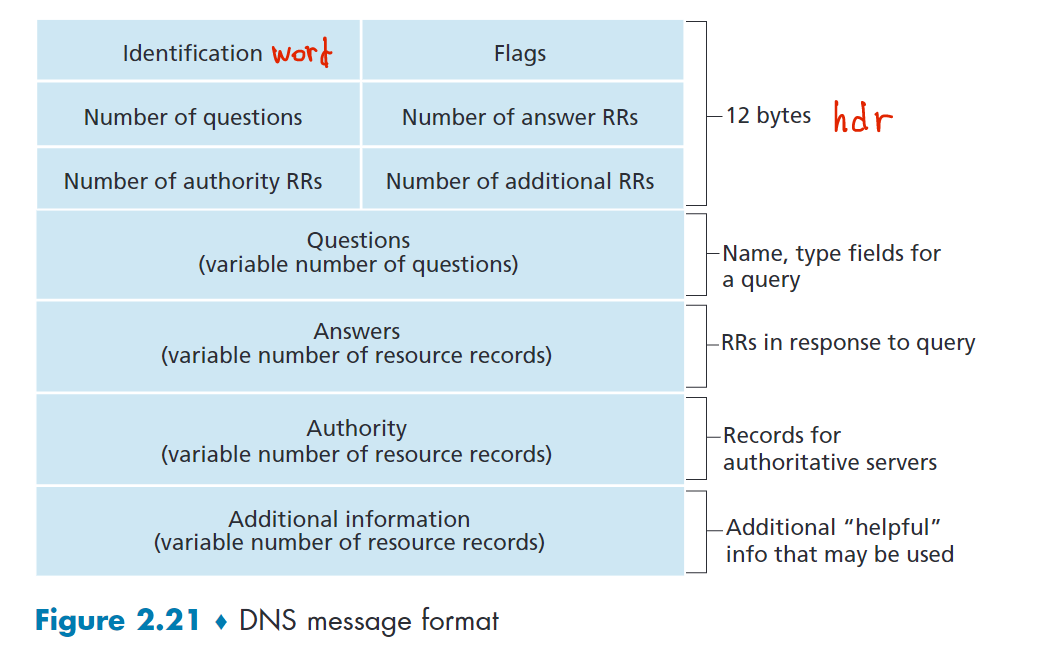 Identification word
Flags
Number of questions
Number of answer RRs
Number of authority RRs
Number of additional RRs
12 bytes hdr
Questions
(variable number of questions)
Name, type fields for
a query
Answers
(variable number of resource records)
RRs in response to query
Authority
(variable number of resource records)
Records for
authoritative servers
Additional information
(variable number of resource records)
Additional “helpful”
info that may be used
Figure 2.21 ♦ DNS message format